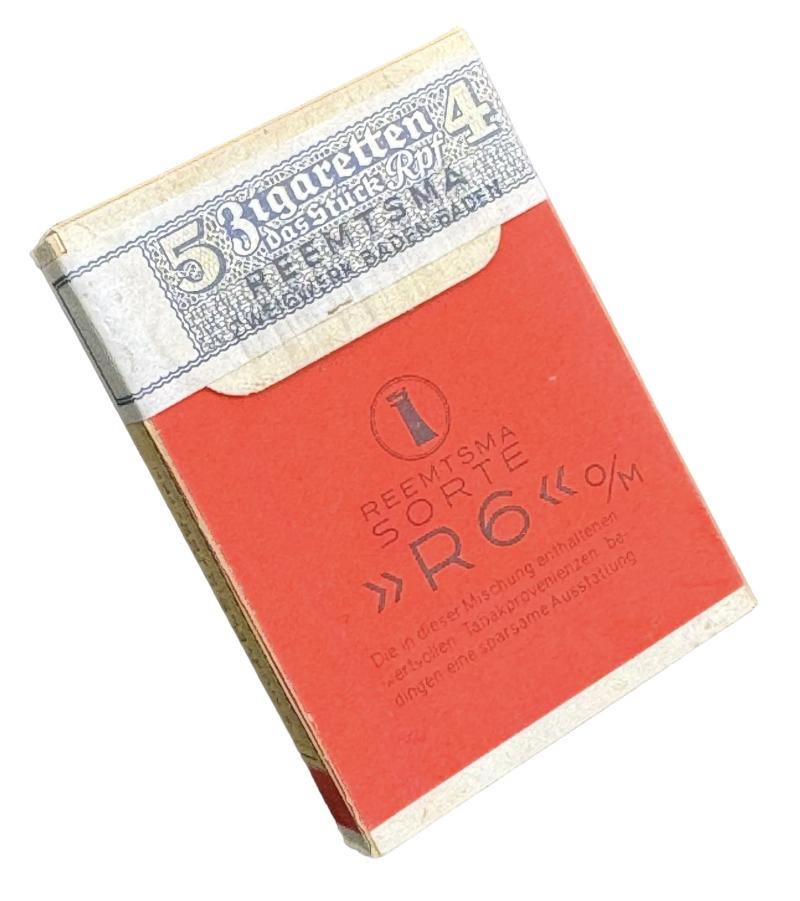 5 Zigaretten 4
das Stück Rpf
REEMTSMA
ZWEIGWERK BADEN-BADEN
REEMTSMA
SORTE
»R6« O/M
Die in dieser Mischung enthaltenen
wertvollen Tabakprovenienzen be-
dingen eine sparsame Ausstattung